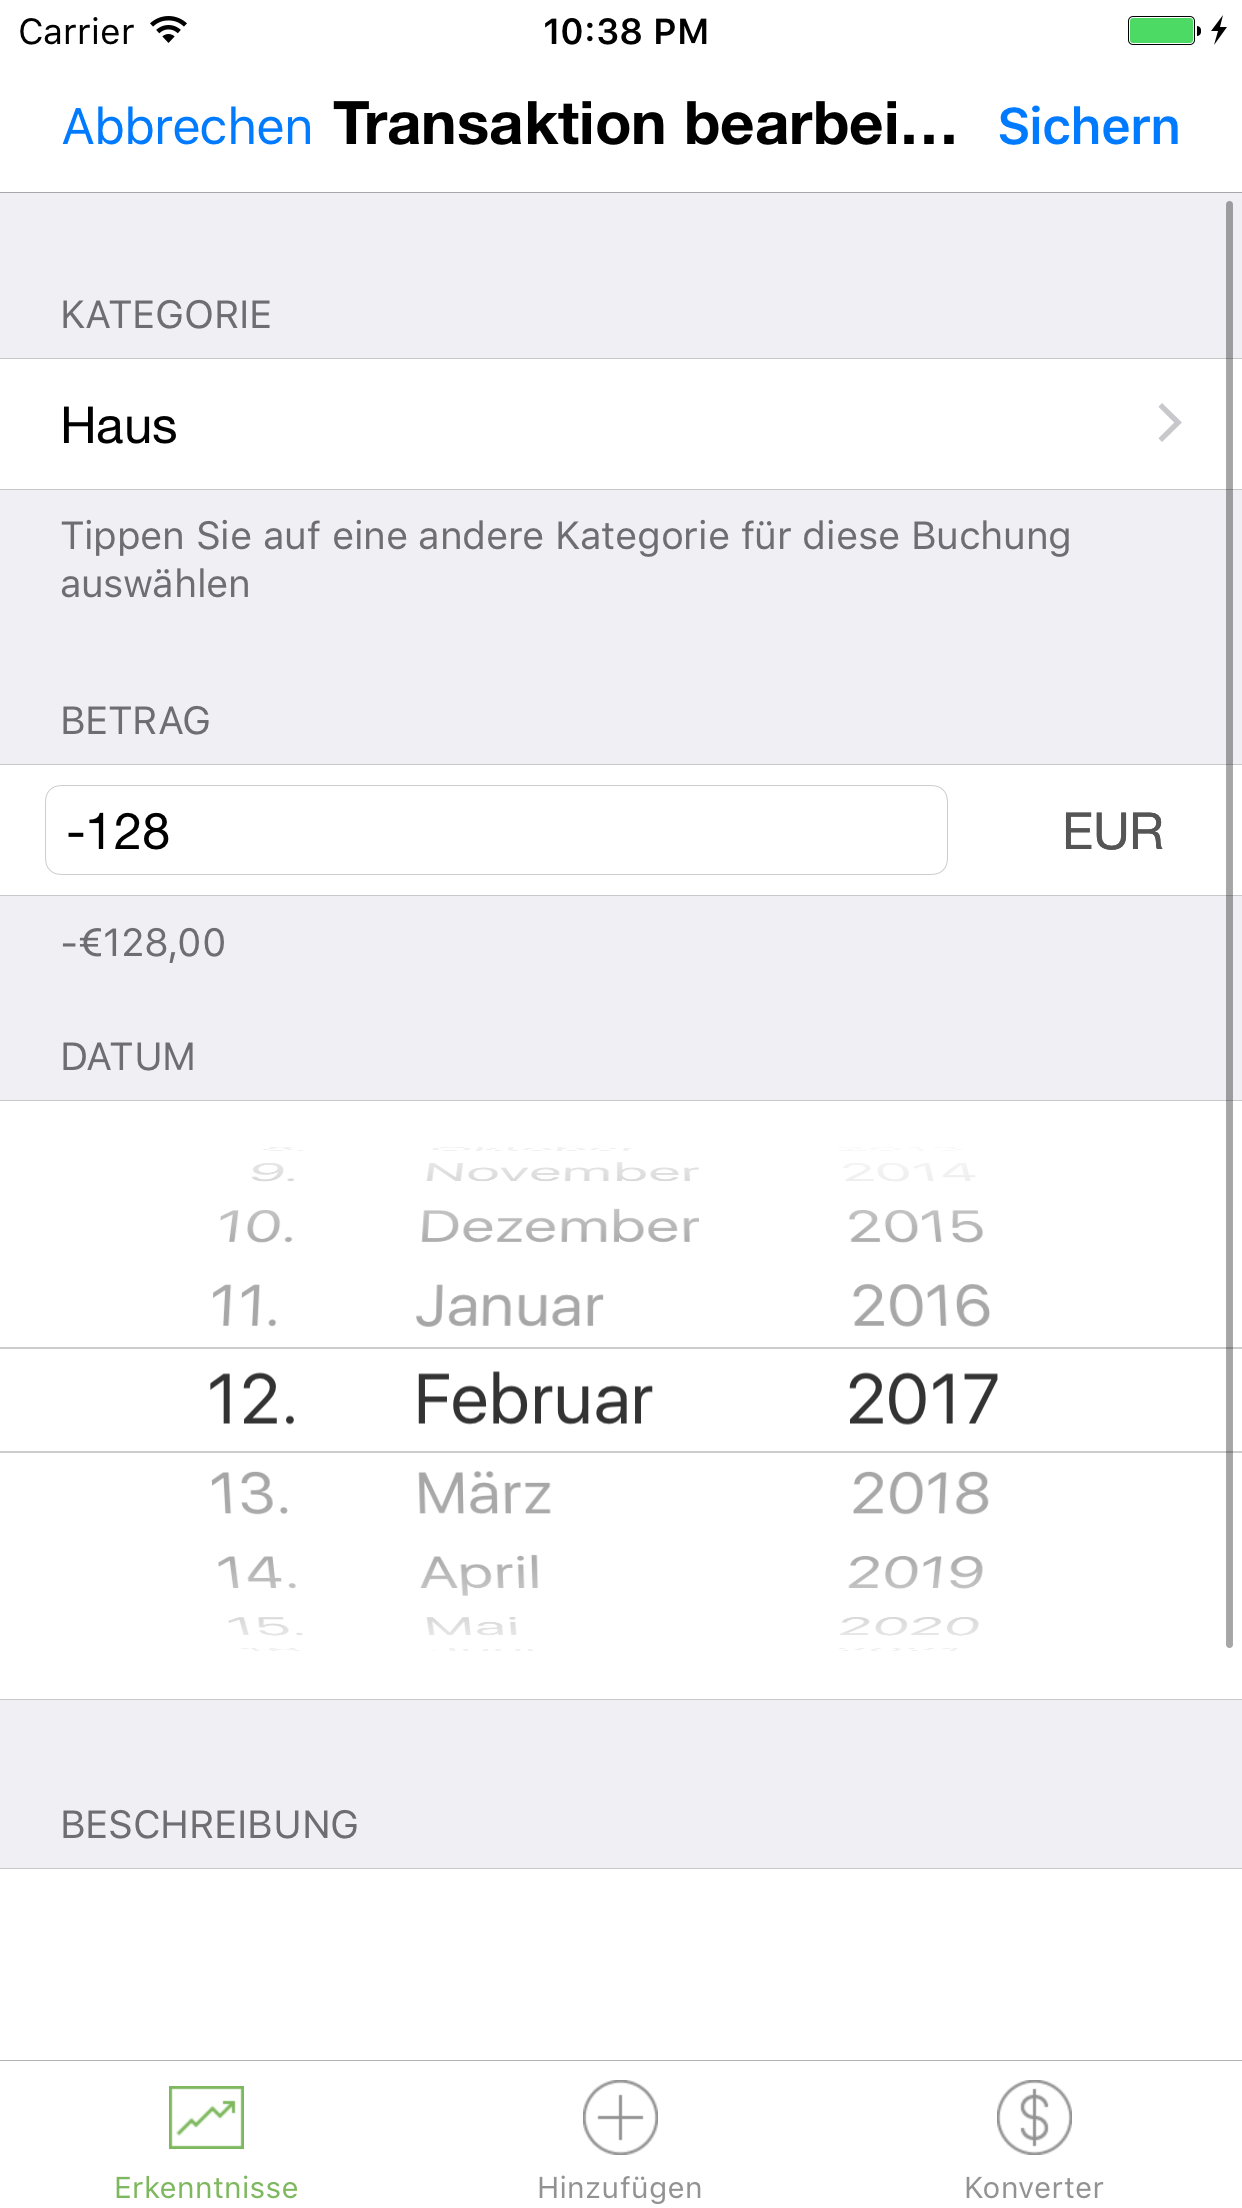 Carrier 10:38 PM
Abbrechen Transaktion bearbei... Sichern
KATEGORIE
Haus
Tippen Sie auf eine andere Kategorie für diese Buchung
auswählen
BETRAG
-128 EUR
-€128,00
DATUM
9. November 2014
10. Dezember 2015
11. Januar 2016
12. Februar 2017
13. März 2018
14. April 2019
15. Mai 2020
BESCHREIBUNG
Erkenntnisse Hinzufügen Konverter